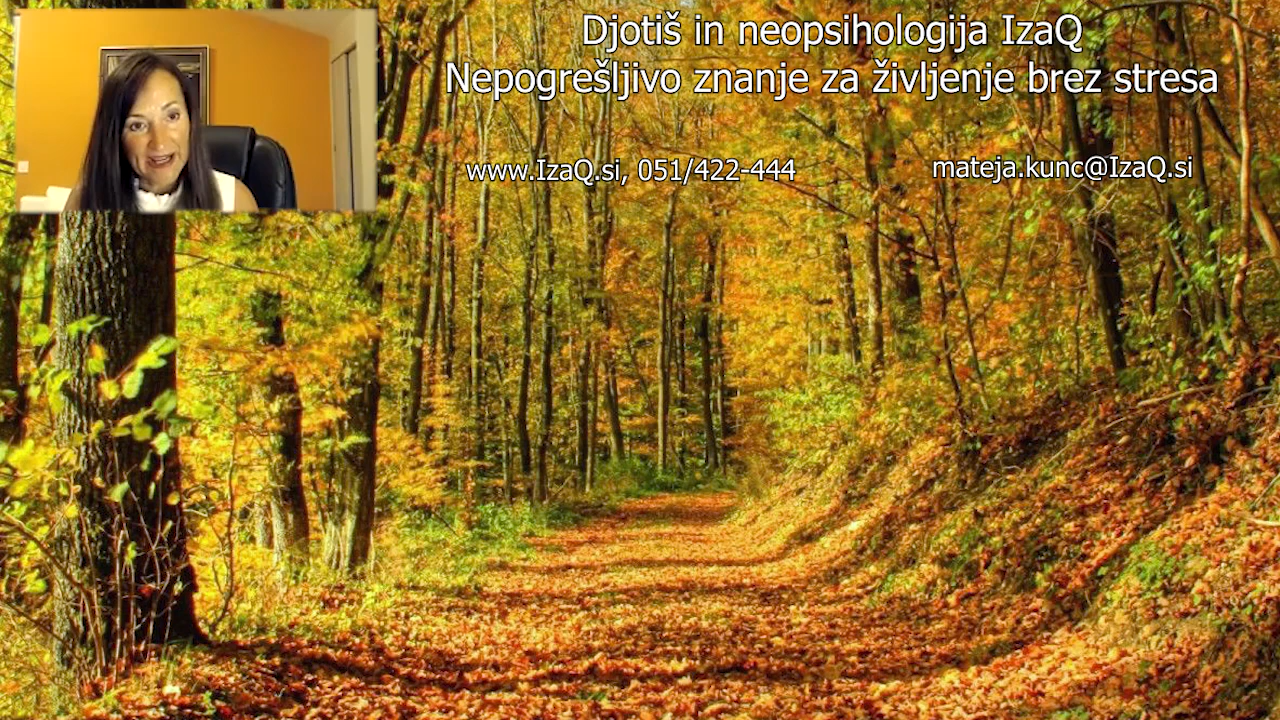 Djotiš in neopsihologija IzaQ
Nepogrešljivo znanje za življenje brez stresa
www.IzaQ.si, 051/422-444
mateja.kunc@IzaQ.si